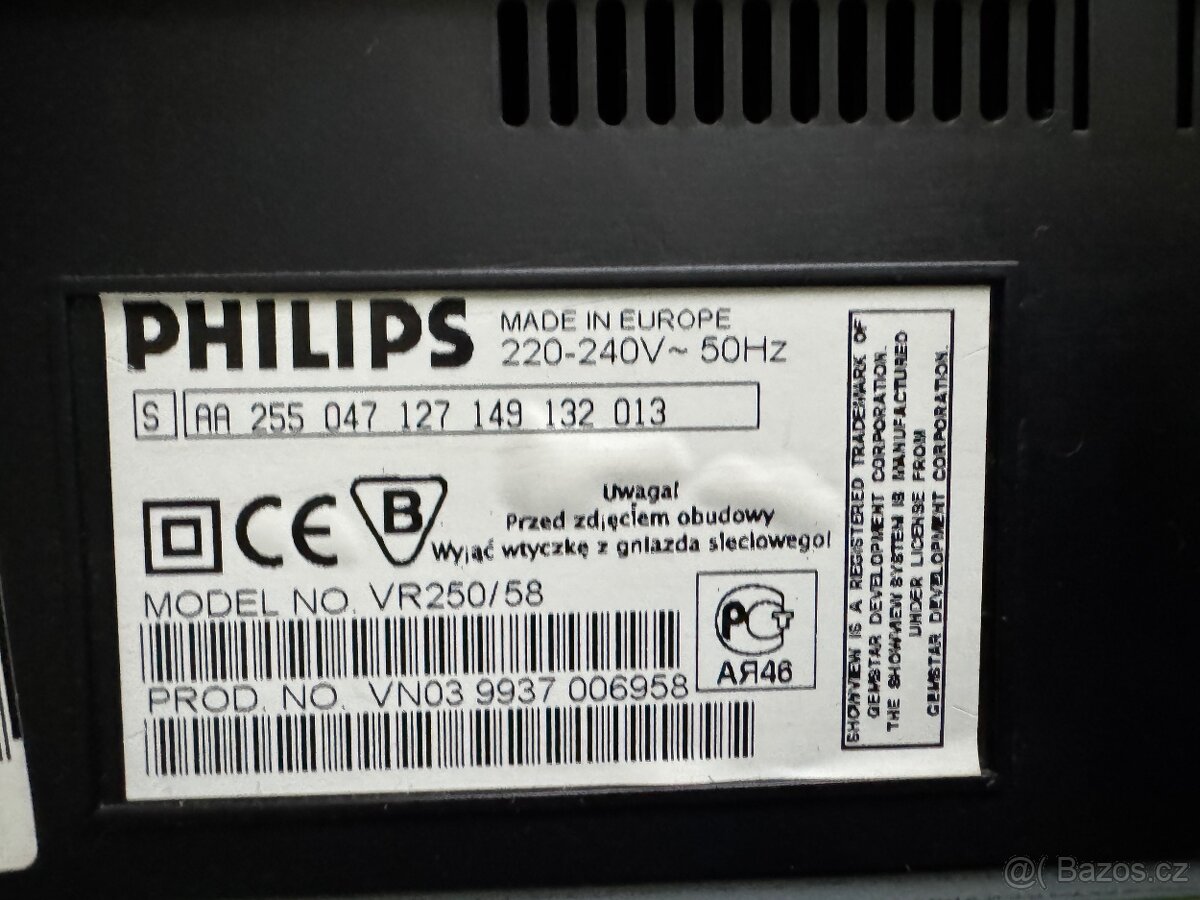 PHILIPS
MADE IN EUROPE
220-240V~ 50Hz
S AA 255 047 127 149 132 013
CE B
Uwaga!
Przed zdjęciem obudowy
Wyjąć wtyczkę z gniazda sieciowego!
MODEL NO. VR250/58
PROD. NO. VN03 9937 006958
РСТ
АЯ46
SHOWVIEW IS A REGISTERED TRADEMARK OF
GEMSTAR DEVELOPMENT CORPORATION.
THE SHOWVIEW SYSTEM IS MANUFACTURED
UNDER LICENSE FROM
GEMSTAR DEVELOPMENT CORPORATION.
@( Bazos.cz